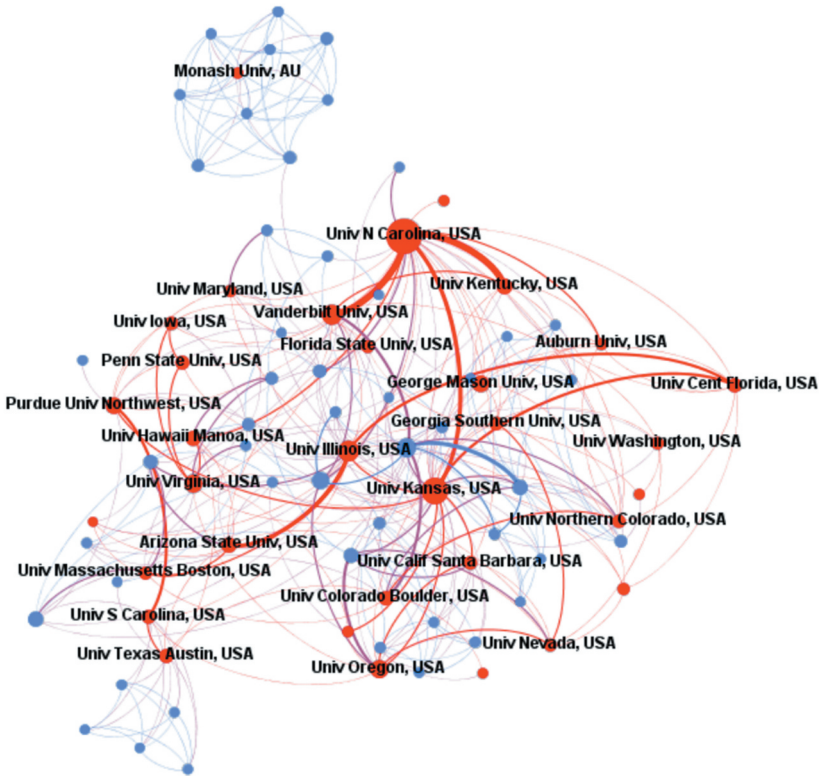 Monash Univ, AU
Univ N Carolina, USA
Univ Maryland, USA
Univ Kentucky, USA
Vanderbilt Univ, USA
Univ Iowa, USA
Florida State Univ, USA
Auburn Univ, USA
Penn State Univ, USA
George Mason Univ, USA
Univ Cent Florida, USA
Purdue Univ Northwest, USA
Georgia Southern Univ, USA
Univ Hawaii Manoa, USA
Univ Washington, USA
Univ Illinois, USA
Univ Virginia, USA
Univ Kansas, USA
Univ Northern Colorado, USA
Arizona State Univ, USA
Univ Calif Santa Barbara, USA
Univ Massachusetts Boston, USA
Univ Colorado Boulder, USA
Univ S Carolina, USA
Univ Nevada, USA
Univ Texas Austin, USA
Univ Oregon, USA